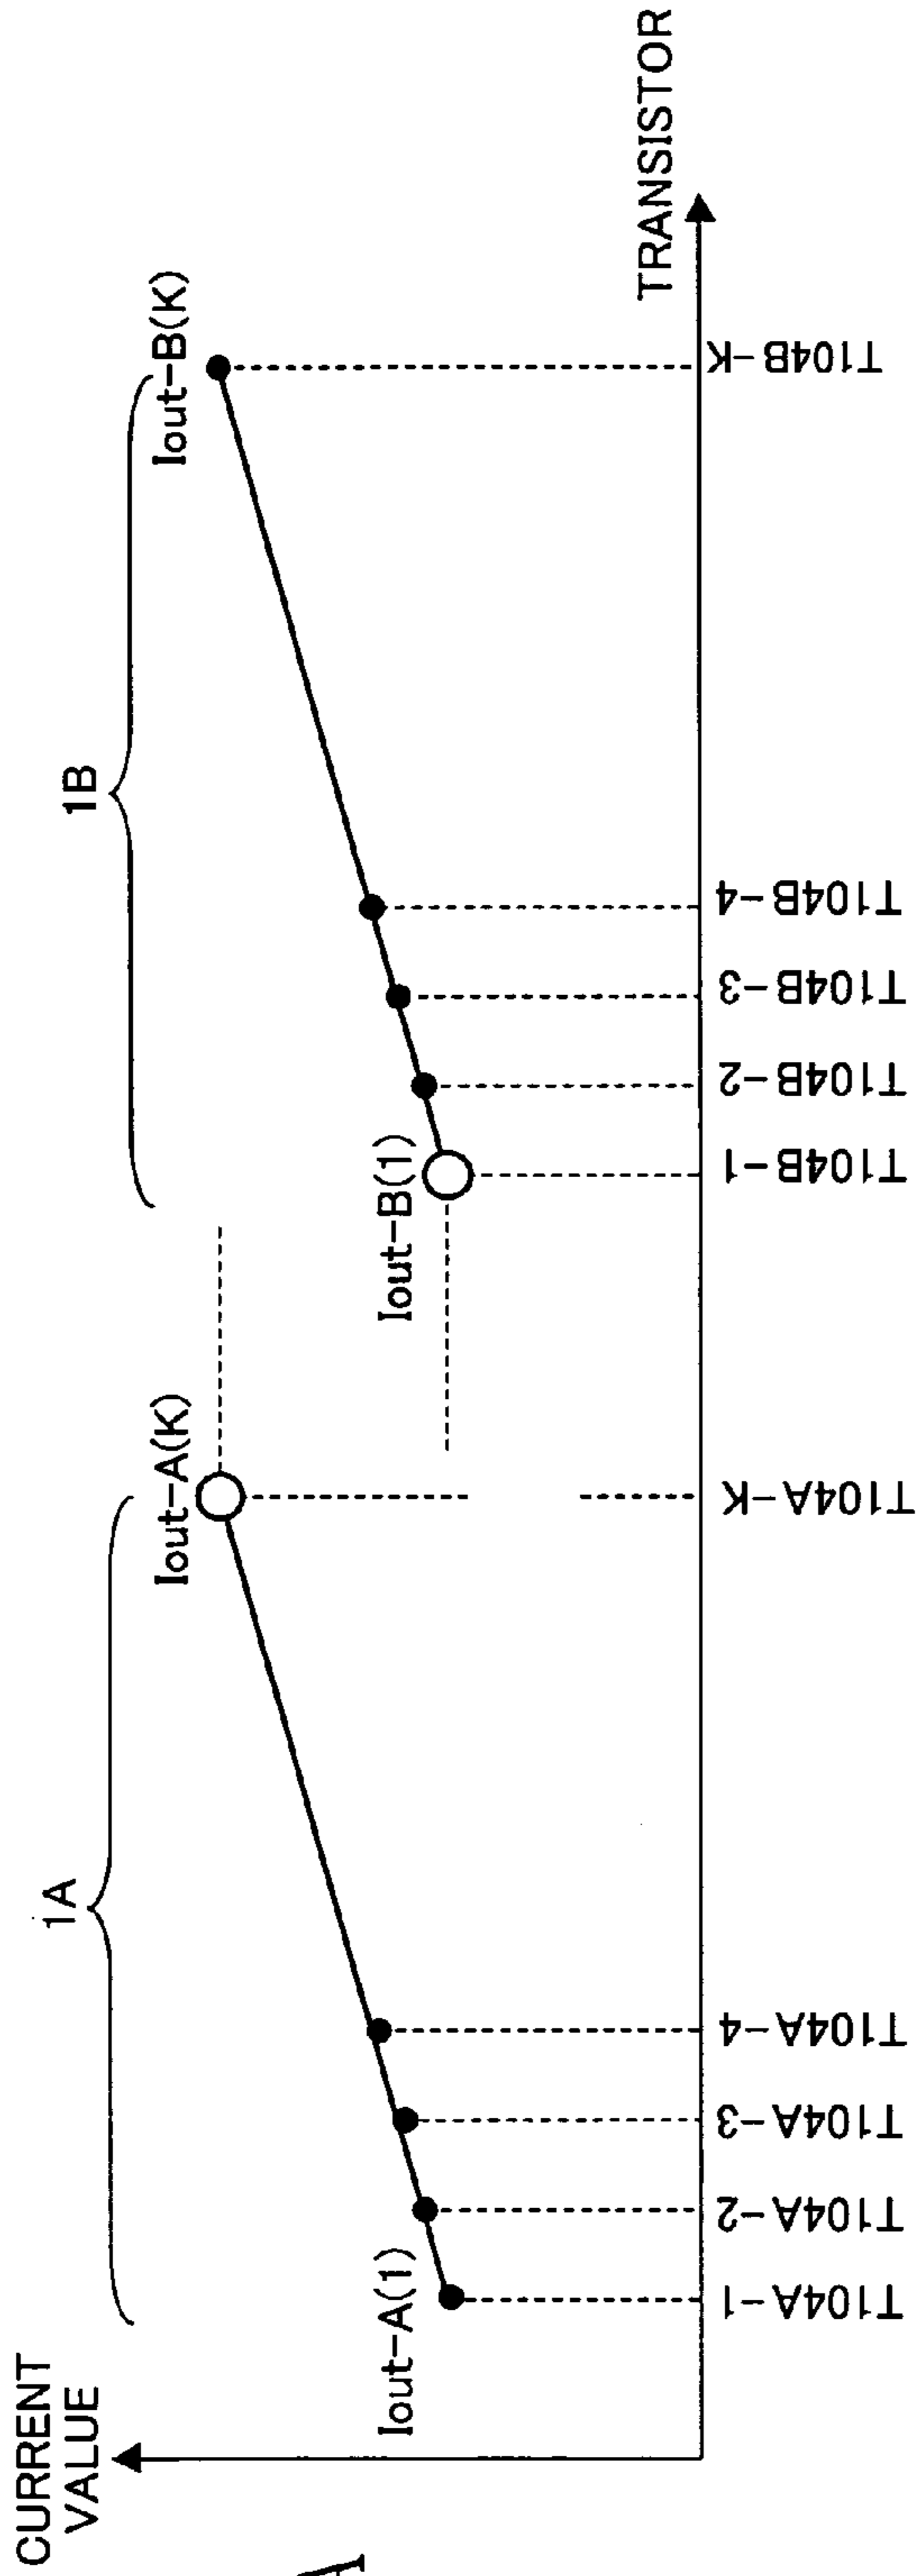 CURRENT
VALUE
1A
1B
Iout-A(1)
Iout-A(K)
Iout-B(1)
Iout-B(K)
TRANSISTOR
T104A-1
T104A-2
T104A-3
T104A-4
T104A-K
T104B-1
T104B-2
T104B-3
T104B-4
T104B-K
A